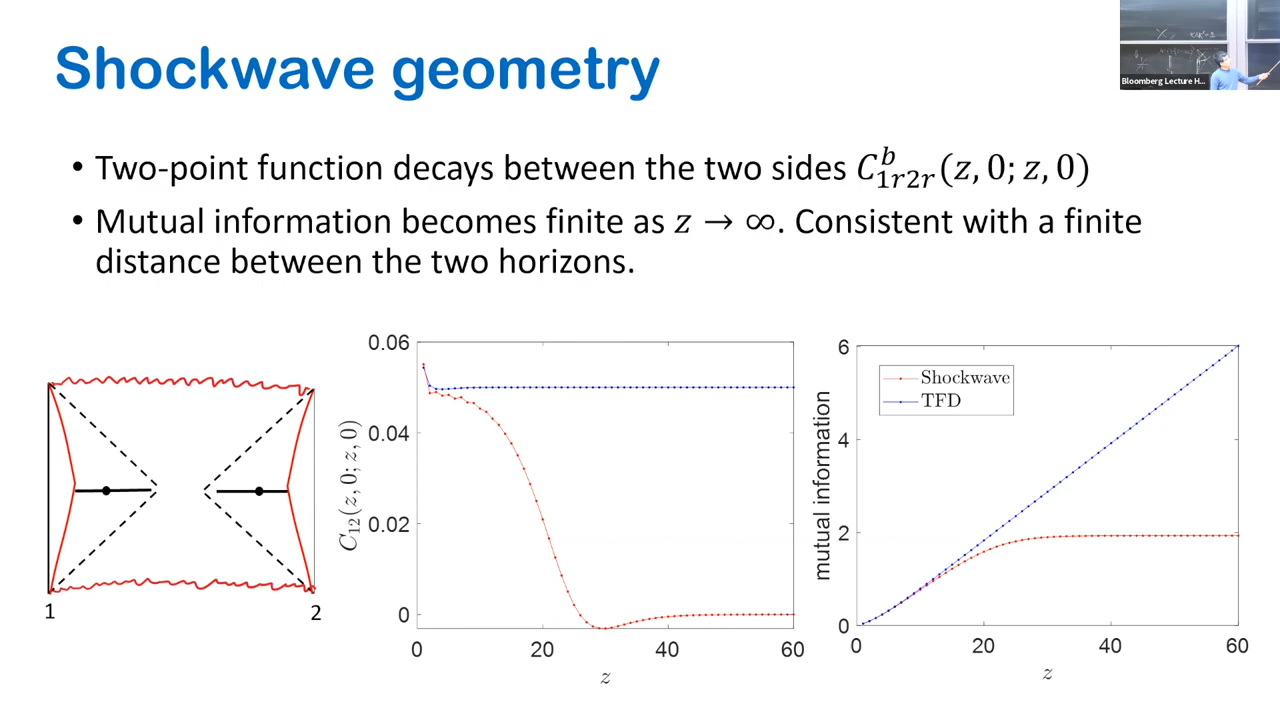 Shockwave geometry
Bloomberg Lecture H...
• Two-point function decays between the two sides $C^b_{1r2r}(z, 0; z, 0)$
• Mutual information becomes finite as $z \to \infty$. Consistent with a finite
distance between the two horizons.
1
2
$C_{12}(z, 0; z, 0)$
0.06
0.04
0.02
0
0 20 40 60
$z$
mutual information
6
4
2
0
Shockwave
TFD
0 20 40 60
$z$